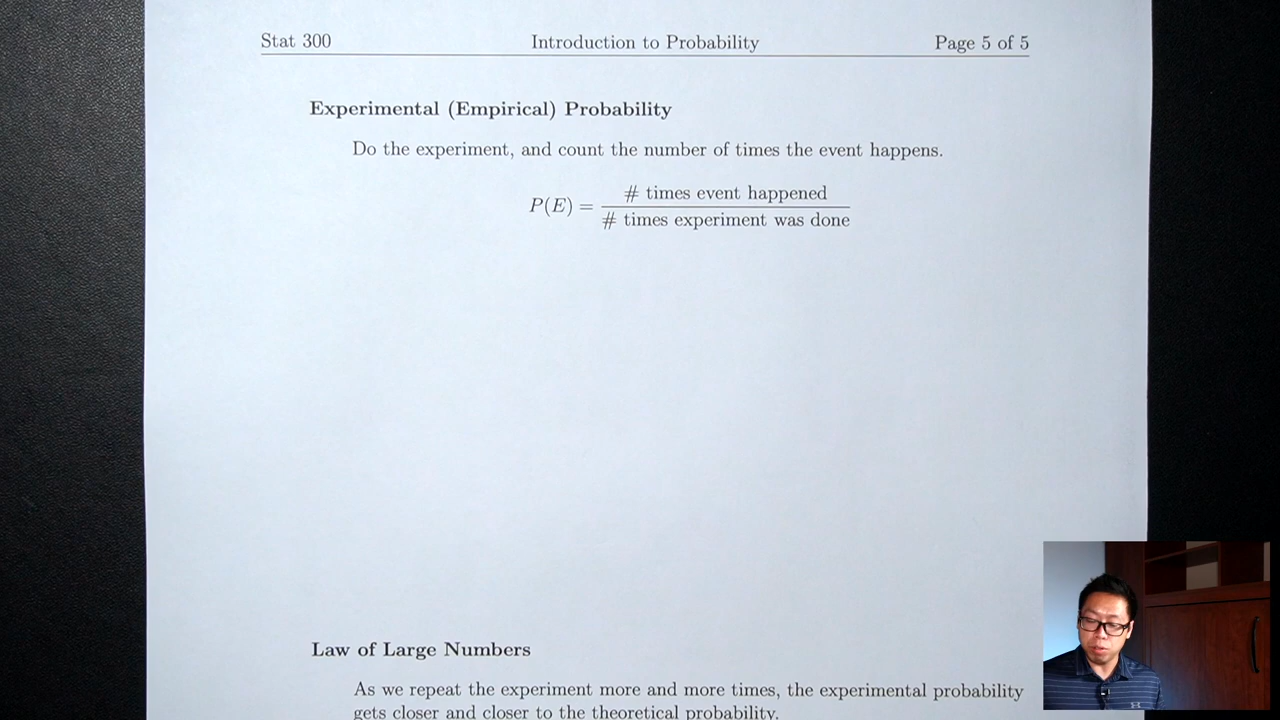 Stat 300 Introduction to Probability Page 5 of 5
Experimental (Empirical) Probability
Do the experiment, and count the number of times the event happens.
P(E) = # times event happened / # times experiment was done
Law of Large Numbers
As we repeat the experiment more and more times, the experimental probability
gets closer and closer to the theoretical probability.